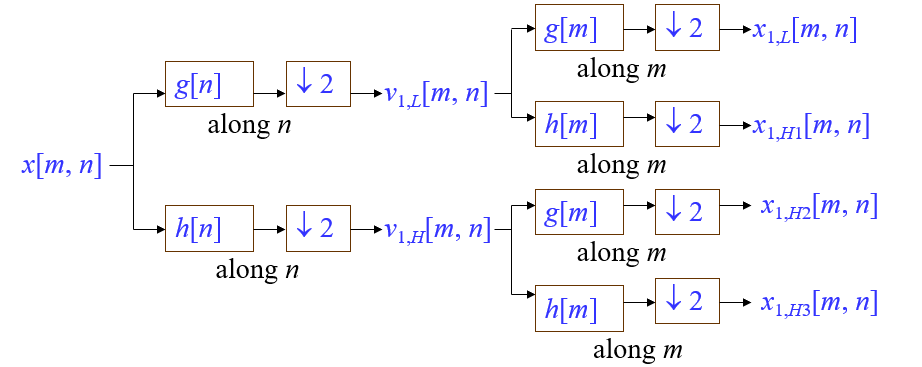 g[m] ↓2 x1,L[m, n]
along m
g[n] ↓2 v1,L[m, n]
along n
h[m] ↓2 x1,H1[m, n]
along m
x[m, n]
g[m] ↓2 x1,H2[m, n]
along m
h[n] ↓2 v1,H[m, n]
along n
h[m] ↓2 x1,H3[m, n]
along m